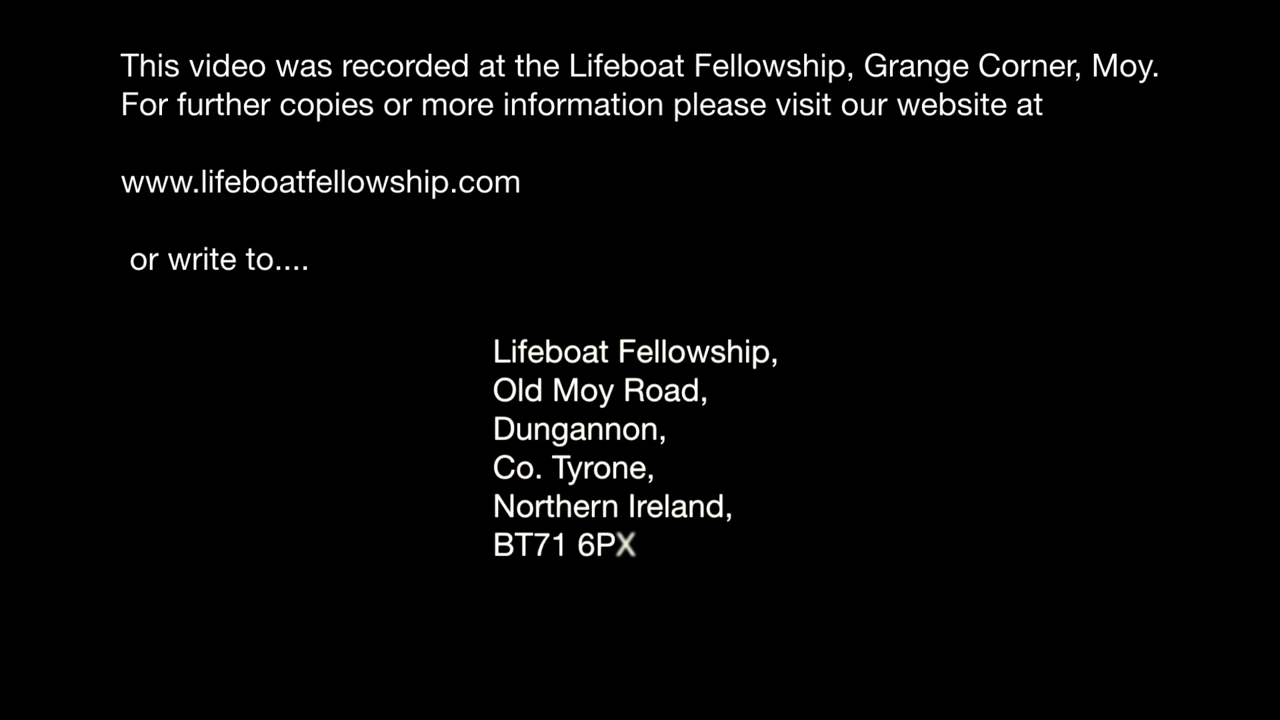 This video was recorded at the Lifeboat Fellowship, Grange Corner, Moy.
For further copies or more information please visit our website at
www.lifeboatfellowship.com
or write to....
Lifeboat Fellowship,
Old Moy Road,
Dungannon,
Co. Tyrone,
Northern Ireland,
BT71 6PX